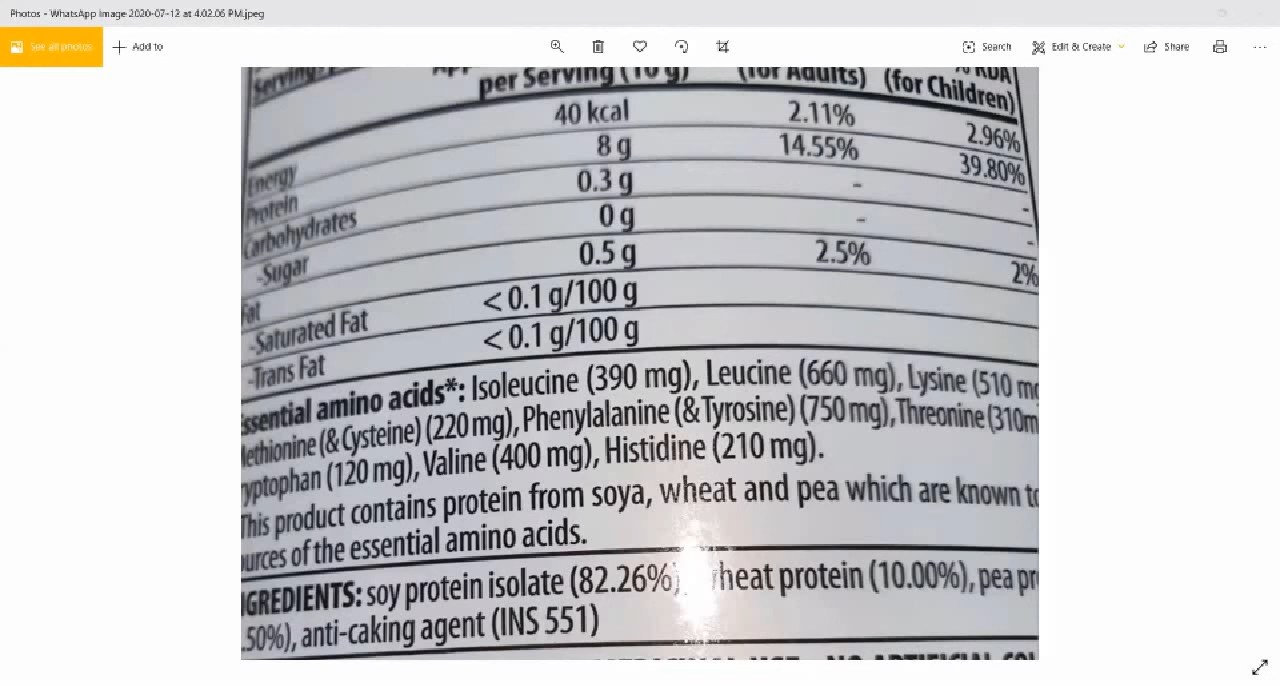 Photos - WhatsApp Image 2020-07-12 at 4.02.06 PM.jpeg
See all photos
Add to
Search
Edit & Create
Share
per Serving (10 g) (for Adults) (for Children)
Energy 40 kcal 2.11% 2.96%
Protein 8 g 14.55% 39.80%
Carbohydrates 0.3 g - -
-Sugar 0 g - -
Fat 0.5 g 2.5% 2%
-Saturated Fat < 0.1 g/100 g
-Trans Fat < 0.1 g/100 g
ssential amino acids*: Isoleucine (390 mg), Leucine (660 mg), Lysine (510 m
ethionine (& Cysteine) (220 mg), Phenylalanine (& Tyrosine) (750 mg), Threonine (310m
yptophan (120 mg), Valine (400 mg), Histidine (210 mg).
This product contains protein from soya, wheat and pea which are known to
urces of the essential amino acids.
GREDIENTS: soy protein isolate (82.26%) heat protein (10.00%), pea pr
.50%), anti-caking agent (INS 551)